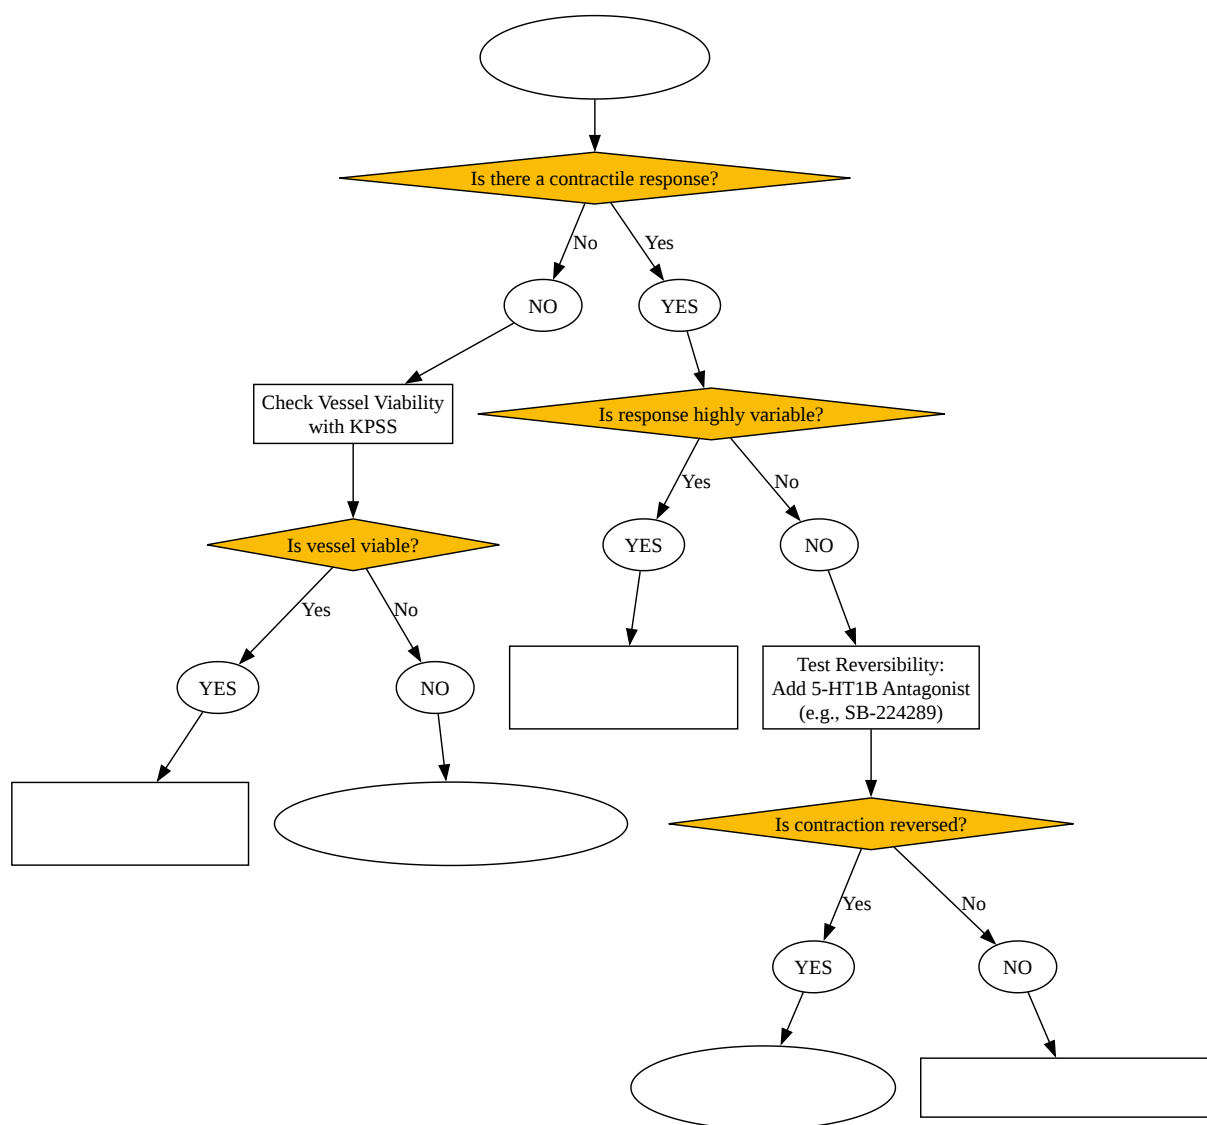 Is there a contractile response?
No
Yes
NO
YES
Check Vessel Viability
with KPSS
Is response highly variable?
Yes
No
Is vessel viable?
YES
NO
Yes
No
Test Reversibility:
Add 5-HT1B Antagonist
(e.g., SB-224289)
YES
NO
Is contraction reversed?
Yes
No
YES
NO